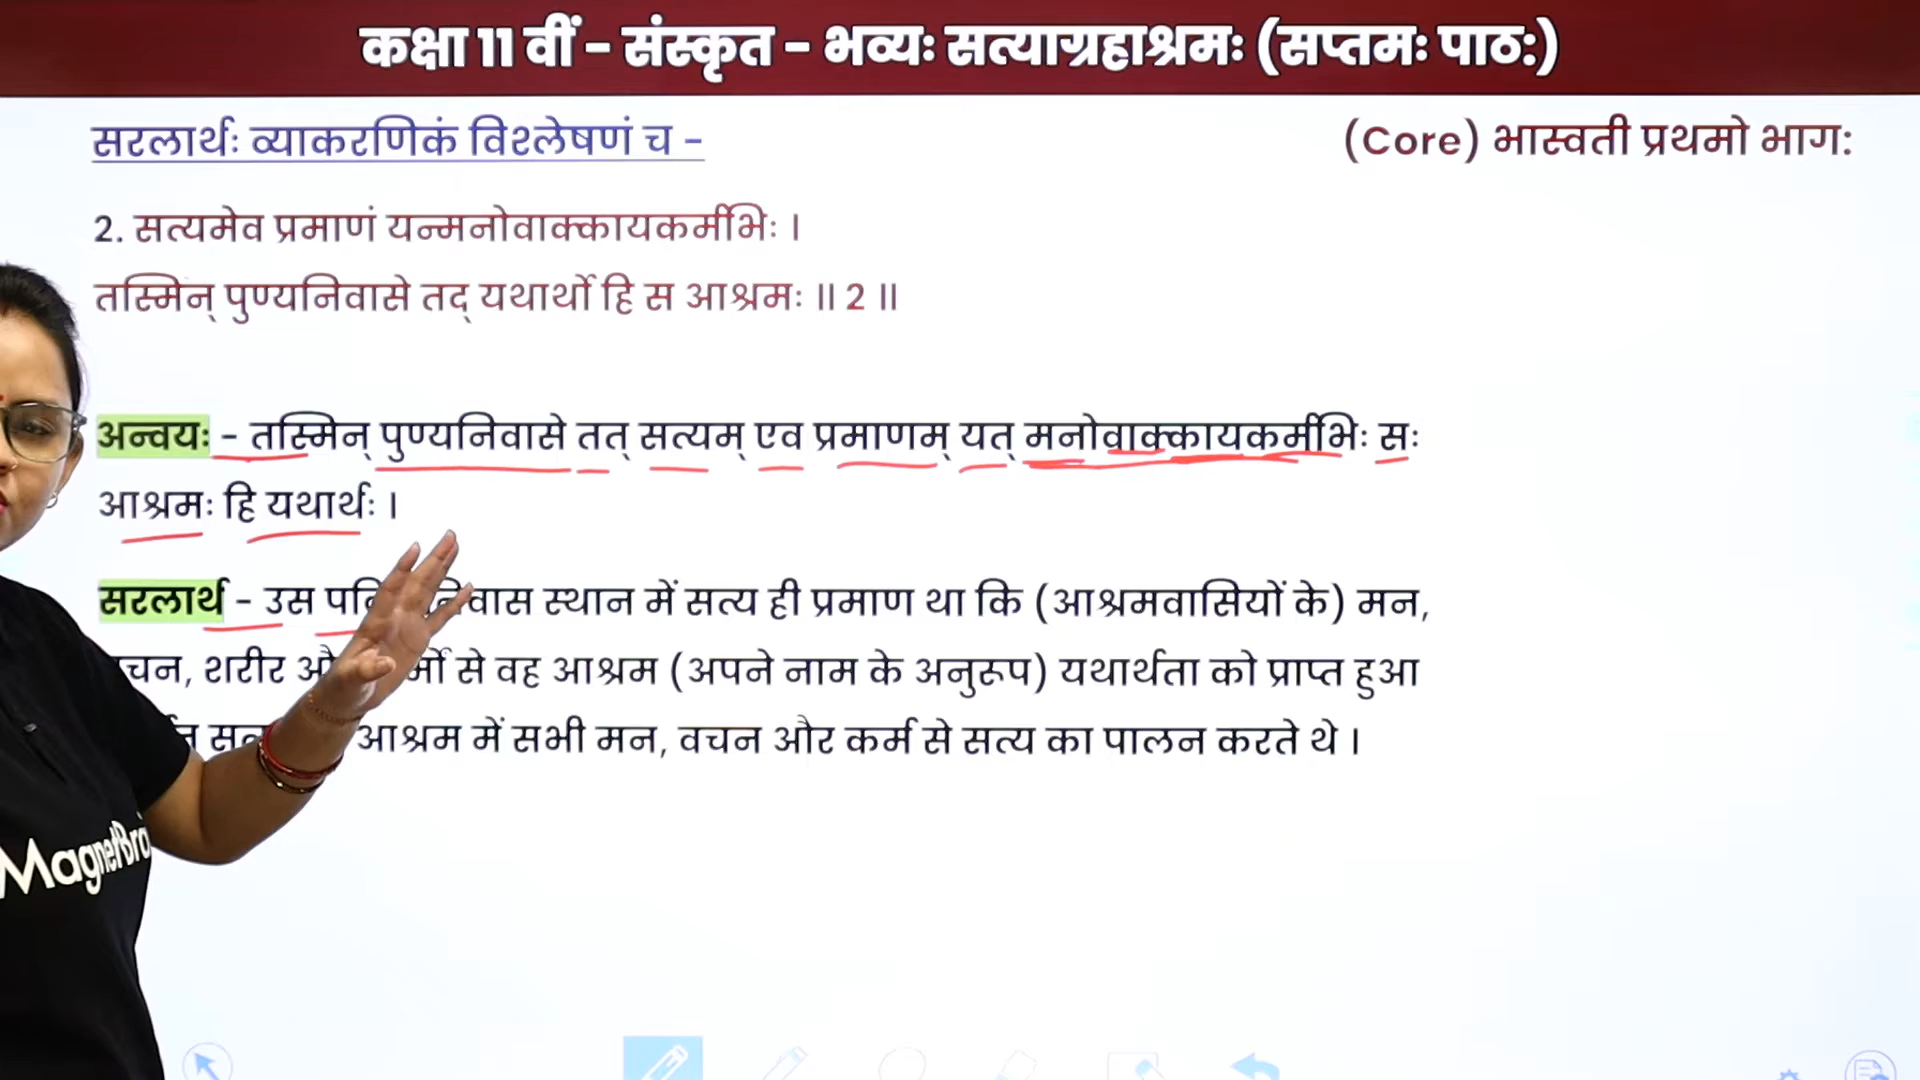 कक्षा 11 वीं - संस्कृत - भव्यः सत्याग्रहाश्रमः (सप्तमः पाठः)
सरलार्थः व्याकरणिकं विश्लेषणं च -
(Core) भास्वती प्रथमो भागः
2. सत्यमेव प्रमाणं यन्मनोवाक्कायकर्मभिः ।
तस्मिन् पुण्यनिवासे तद् यथार्थो हि स आश्रमः ॥ 2 ॥
अन्वयः - तस्मिन् पुण्यनिवासे तत् सत्यम् एव प्रमाणम् यत् मनोवाक्कायकर्मभिः सः
आश्रमः हि यथार्थः ।
सरलार्थ - उस स्थान में सत्य ही प्रमाण था कि (आश्रमवासियों के) मन,
शरीर से वह आश्रम (अपने नाम के अनुरूप) यथार्थता को प्राप्त हुआ
आश्रम में सभी मन, वचन और कर्म से सत्य का पालन करते थे ।